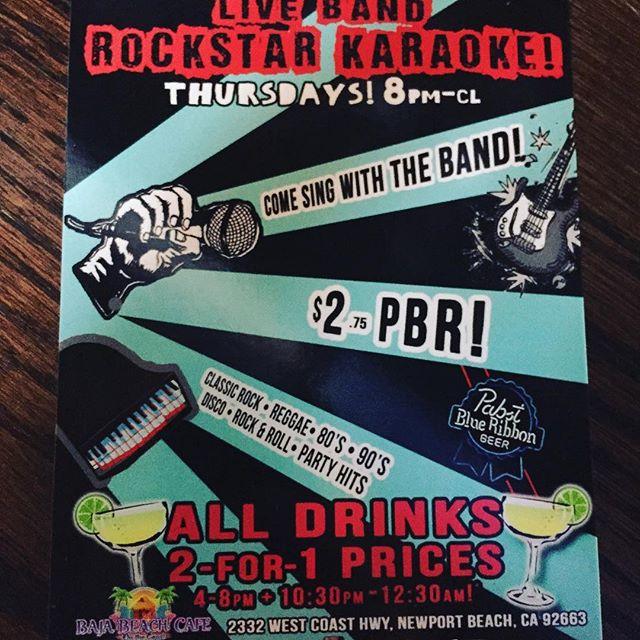 LIVE BAND
ROCKSTAR KARAOKE!
THURSDAYS! 8PM-CL
COME SING WITH THE BAND!
$2.75 PBR!
CLASSIC ROCK • REGGAE • 80'S • 90'S
DISCO • ROCK & ROLL • PARTY HITS
Pabst
Blue Ribbon
BEER
ALL DRINKS
2-FOR-1 PRICES
4-8PM + 10:30PM-12:30AM!
BAJA BEACH CAFE
2332 WEST COAST HWY, NEWPORT BEACH, CA 92663